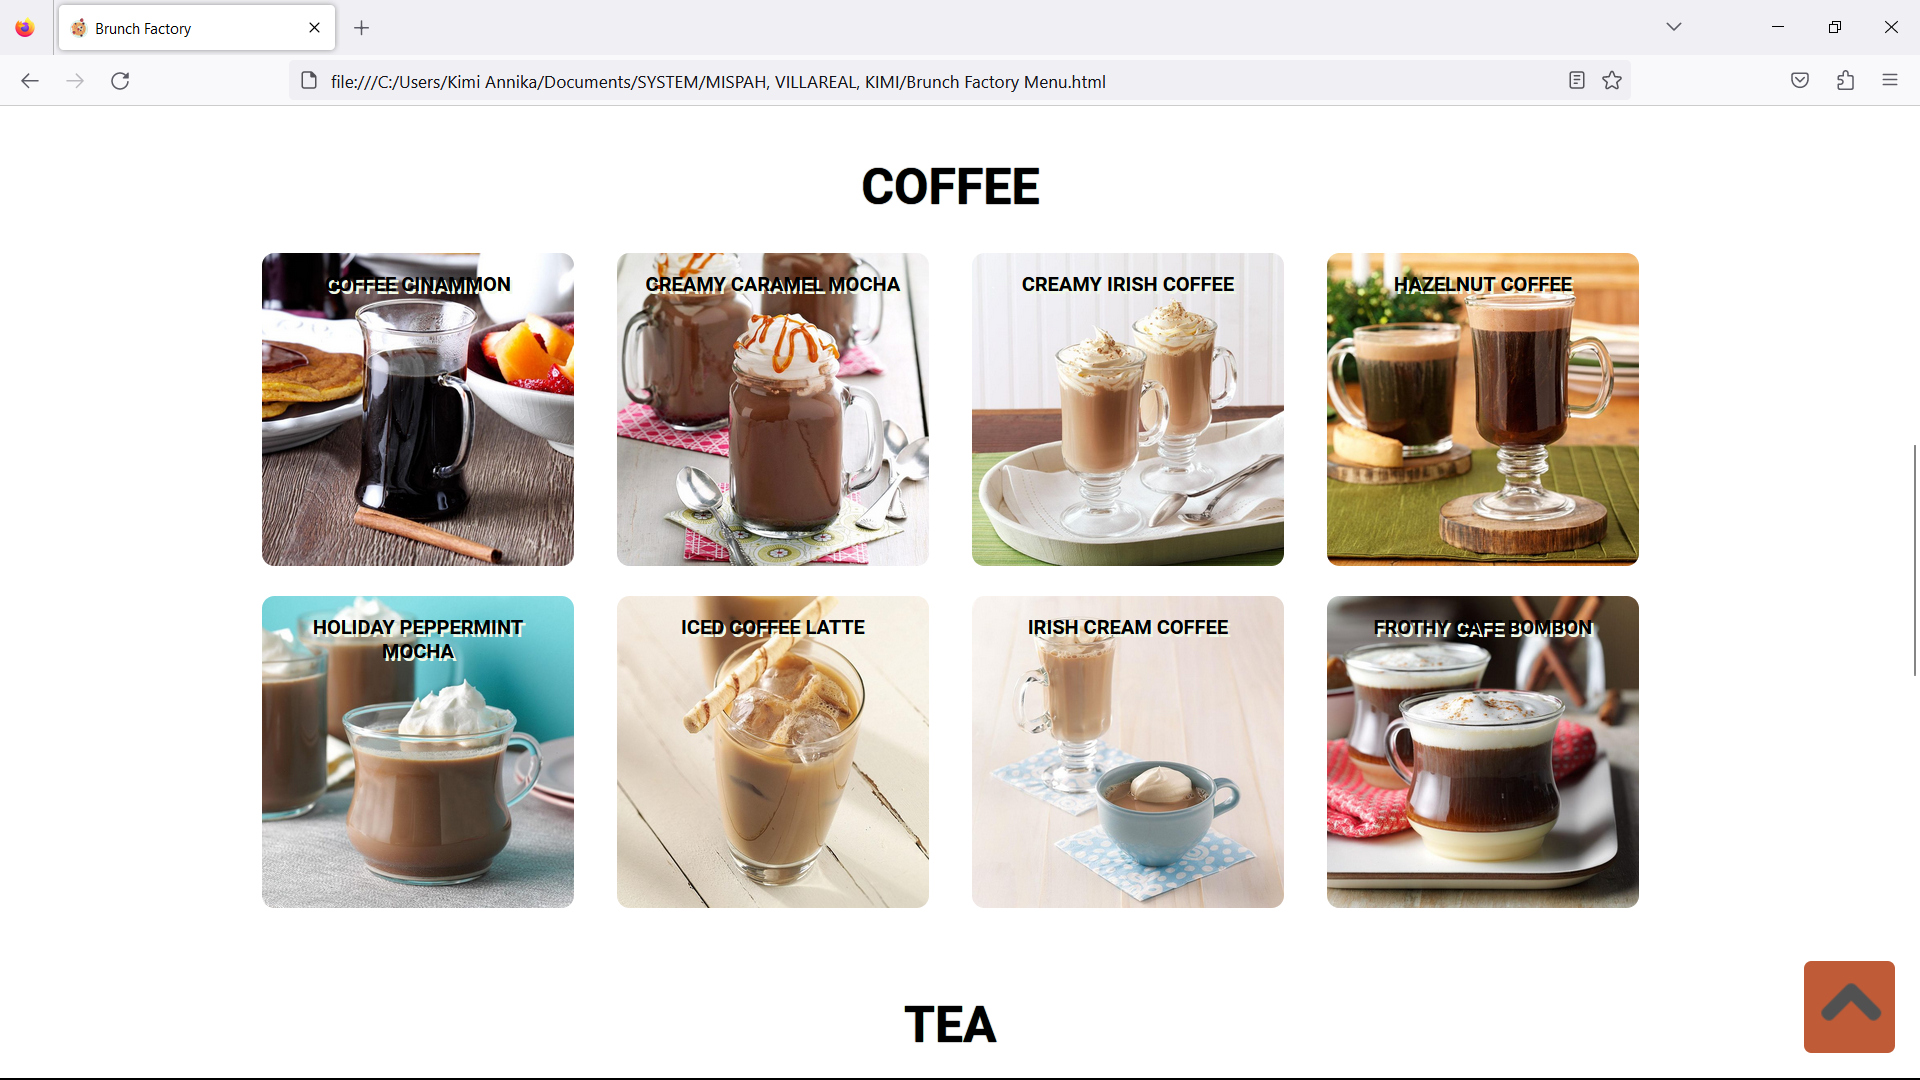 Brunch Factory
file:///C:/Users/Kimi Annika/Documents/SYSTEM/MISPAH, VILLAREAL, KIMI/Brunch Factory Menu.html
COFFEE
COFFEE CINAMMON
CREAMY CARAMEL MOCHA
CREAMY IRISH COFFEE
HAZELNUT COFFEE
HOLIDAY PEPPERMINT
MOCHA
ICED COFFEE LATTE
IRISH CREAM COFFEE
FROTHY CAFE BOMBON
TEA